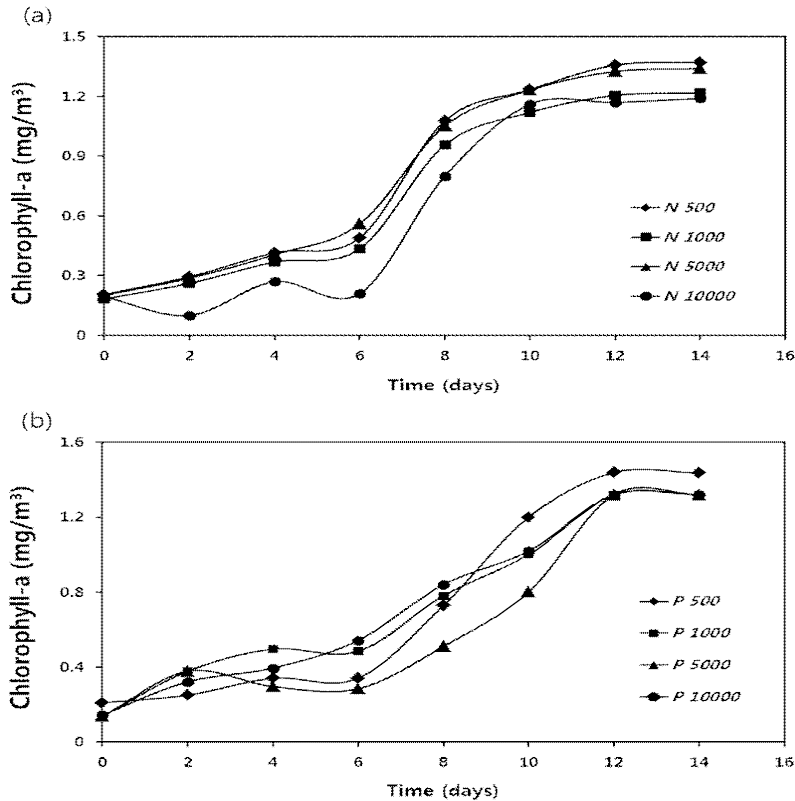 (a)
Chlorophyll-a (mg/m³)
1.5
1.2
0.9
0.6
0.3
0
0 2 4 6 8 10 12 14 16
Time (days)
N 500
N 1000
N 5000
N 10000
(b)
Chlorophyll-a (mg/m³)
1.6
1.2
0.8
0.4
0
0 2 4 6 8 10 12 14 16
Time (days)
P 500
P 1000
P 5000
P 10000